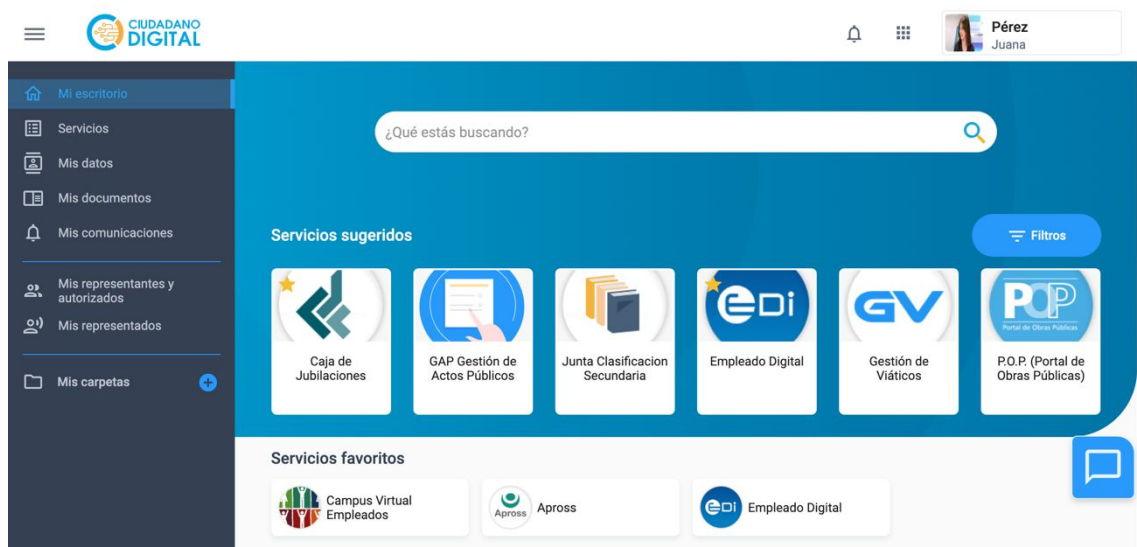 CIUDADANO
DIGITAL
Pérez
Juana
Mi escritorio
Servicios
Mis datos
Mis documentos
Mis comunicaciones
Mis representantes y
autorizados
Mis representados
Mis carpetas
¿Qué estás buscando?
Servicios sugeridos
Filtros
Caja de
Jubilaciones
GAP Gestión de
Actos Públicos
Junta Clasificacion
Secundaria
eDi
Empleado Digital
GV
Gestión de
Viáticos
POP
Portal de Obras Públicas
P.O.P. (Portal de
Obras Públicas)
Servicios favoritos
Campus Virtual
Empleados
Apross
Apross
eDi
Empleado Digital